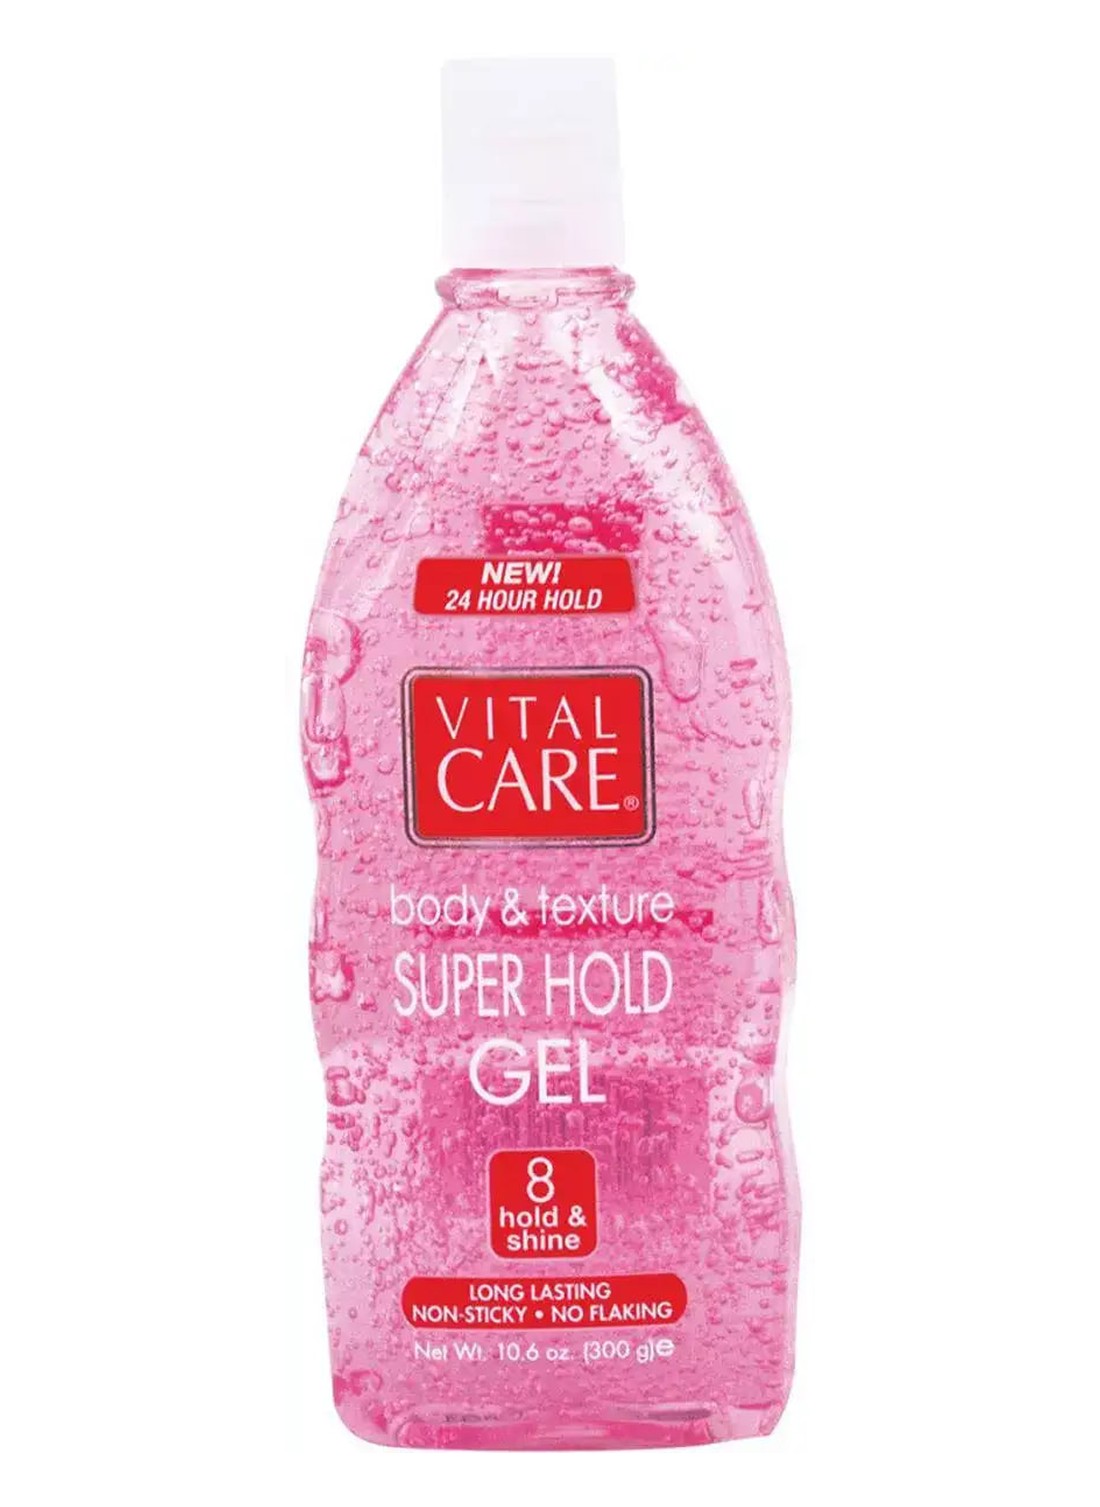 NEW!
24 HOUR HOLD
VITAL
CARE®
body & texture
SUPER HOLD
GEL
8
hold &
shine
LONG LASTING
NON-STICKY • NO FLAKING
Net Wt. 10.6 oz. (300 g)e